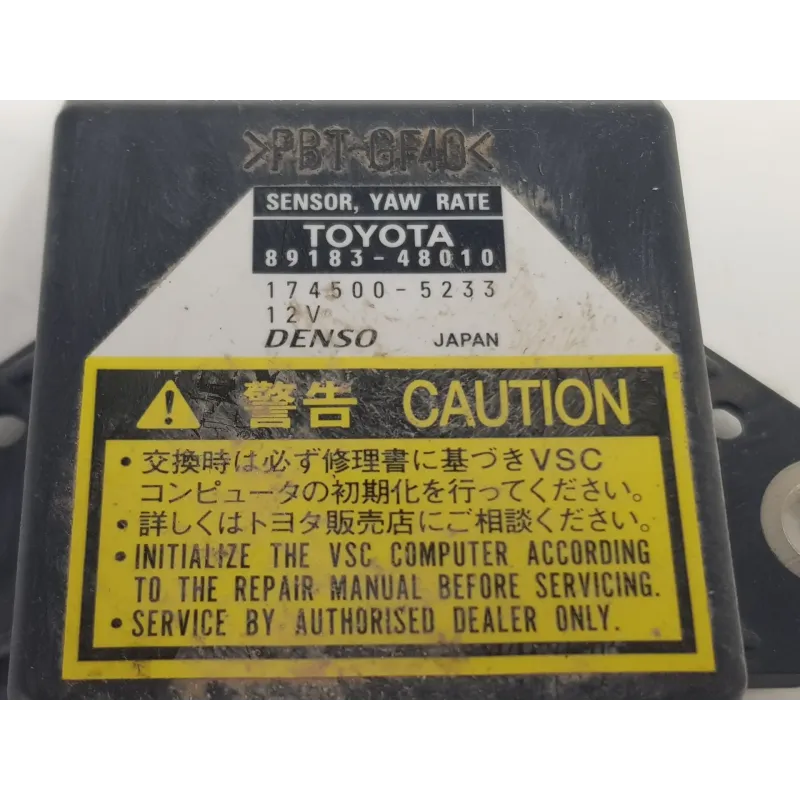 >PBT-GF40<
SENSOR, YAW RATE
TOYOTA
89183-48010
174500-5233
12V
DENSO JAPAN
警告 CAUTION
・交換時は必ず修理書に基づきVSC
コンピュータの初期化を行ってください。
・詳しくはトヨタ販売店にご相談ください。
・INITIALIZE THE VSC COMPUTER ACCORDING
TO THE REPAIR MANUAL BEFORE SERVICING.
・SERVICE BY AUTHORISED DEALER ONLY.